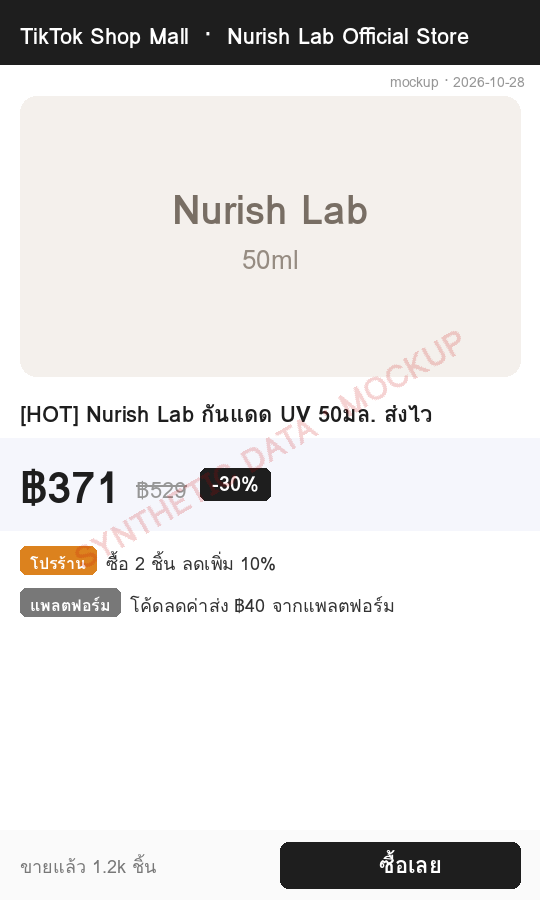 TikTok Shop Mall · Nurish Lab Official Store
mockup · 2026-10-28
Nurish Lab
50ml
[HOT] Nurish Lab กันแดด UV 50มล. ส่งไว
฿371 ฿529 -30%
โปรร้าน ซื้อ 2 ชิ้น ลดเพิ่ม 10%
แพลตฟอร์ม โค้ดลดค่าส่ง ฿40 จากแพลตฟอร์ม
SYNTHETIC DATA · MOCKUP
ขายแล้ว 1.2k ชิ้น ซื้อเลย